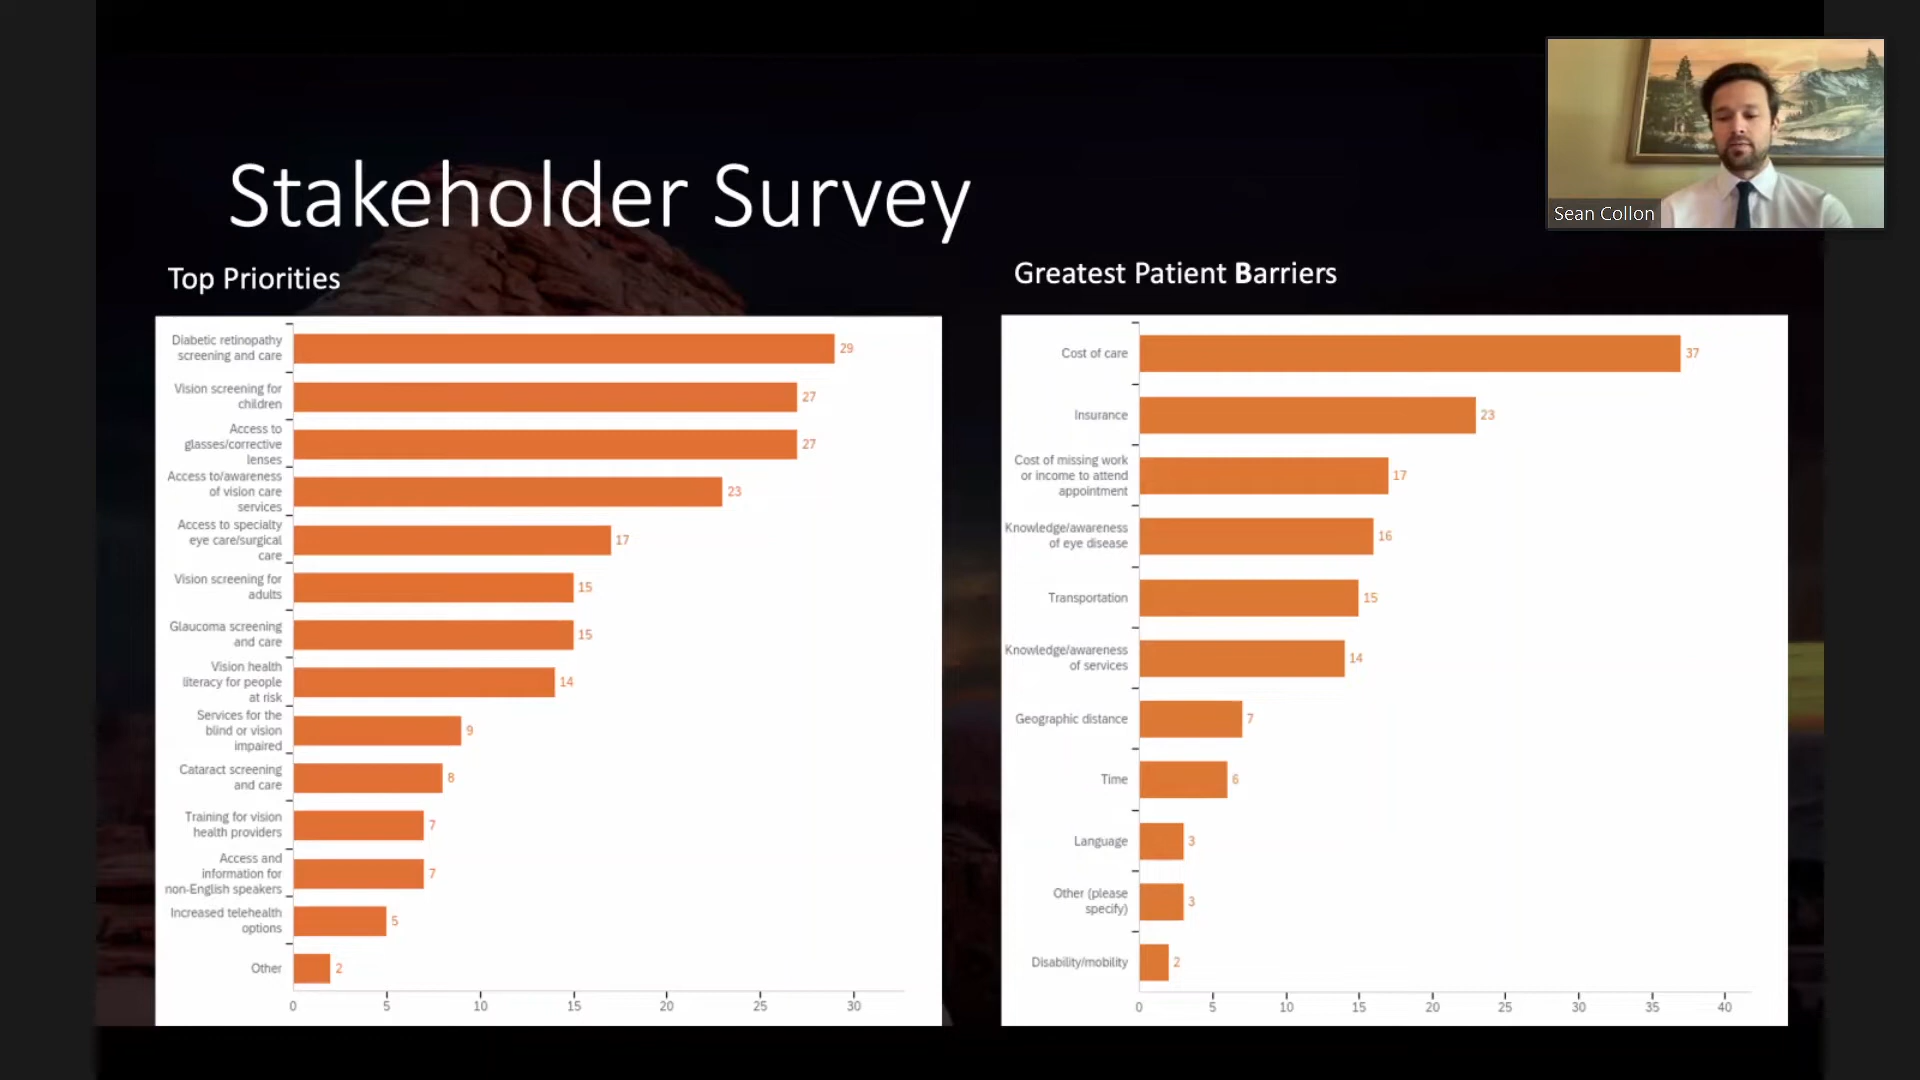 Stakeholder Survey
Sean Collon
Top Priorities
Diabetic retinopathy
screening and care
29
Vision screening for
children
27
Access to
glasses/corrective
lenses
27
Access to/awareness
of vision care
services
23
Access to specialty
eye care/surgical
care
17
Vision screening for
adults
15
Glaucoma screening
and care
15
Vision health
literacy for people
at risk
14
Services for the
blind or vision
impaired
9
Cataract screening
and care
8
Training for vision
health providers
7
Access and
information for
non-English speakers
7
Increased telehealth
options
5
Other
2
0 5 10 15 20 25 30
Greatest Patient Barriers
Cost of care
37
Insurance
23
Cost of missing work
or income to attend
appointment
17
Knowledge/awareness
of eye disease
16
Transportation
15
Knowledge/awareness
of services
14
Geographic distance
7
Time
6
Language
3
Other (please
specify)
3
Disability/mobility
2
0 5 10 15 20 25 30 35 40